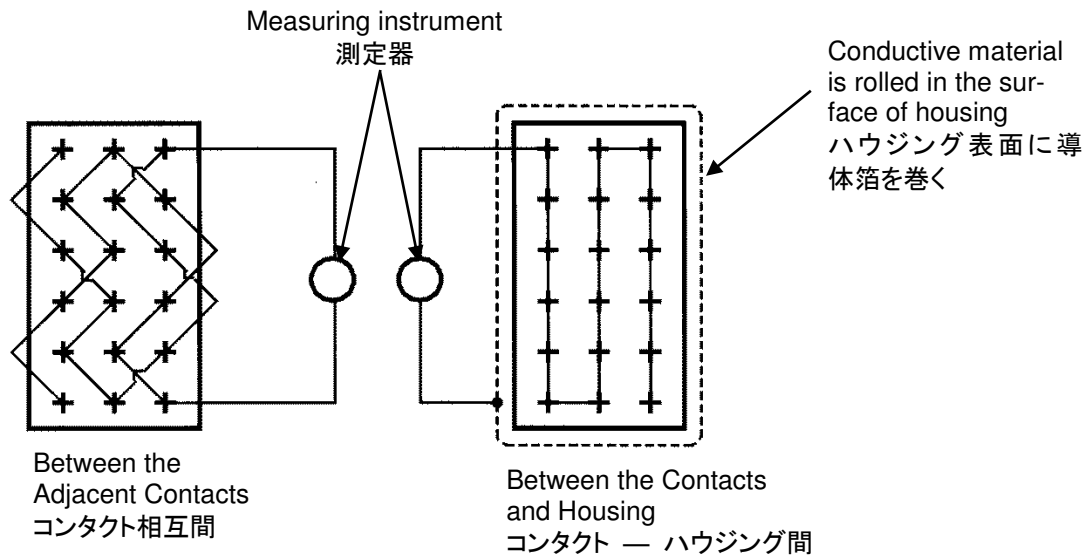 Measuring instrument
測定器
Conductive material
is rolled in the sur-
face of housing
ハウジング表面に導
体箔を巻く
Between the
Adjacent Contacts
コンタクト相互間
Between the Contacts
and Housing
コンタクト ― ハウジング間